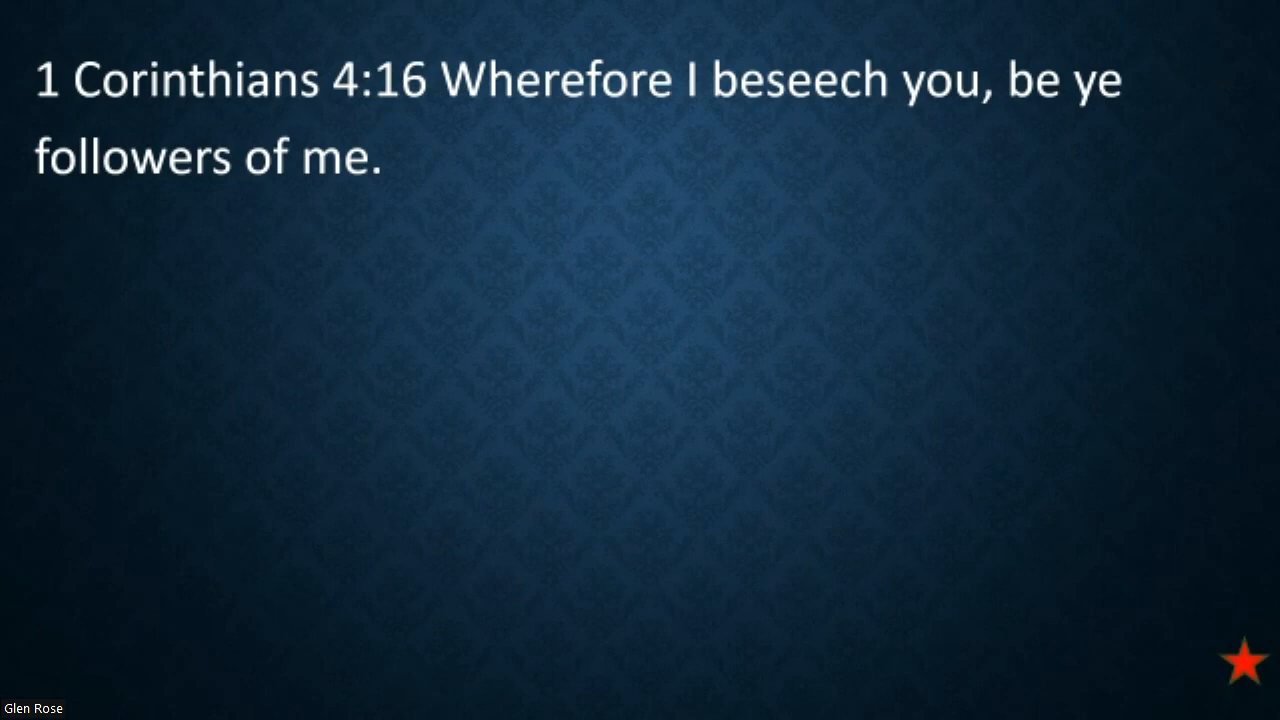 1 Corinthians 4:16 Wherefore I beseech you, be ye
followers of me.
Glen Rose